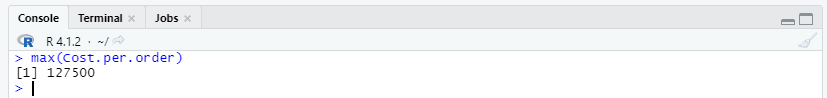 Console Terminal Jobs
R 4.1.2 · ~/
> max(Cost.per.order)
[1] 127500
>